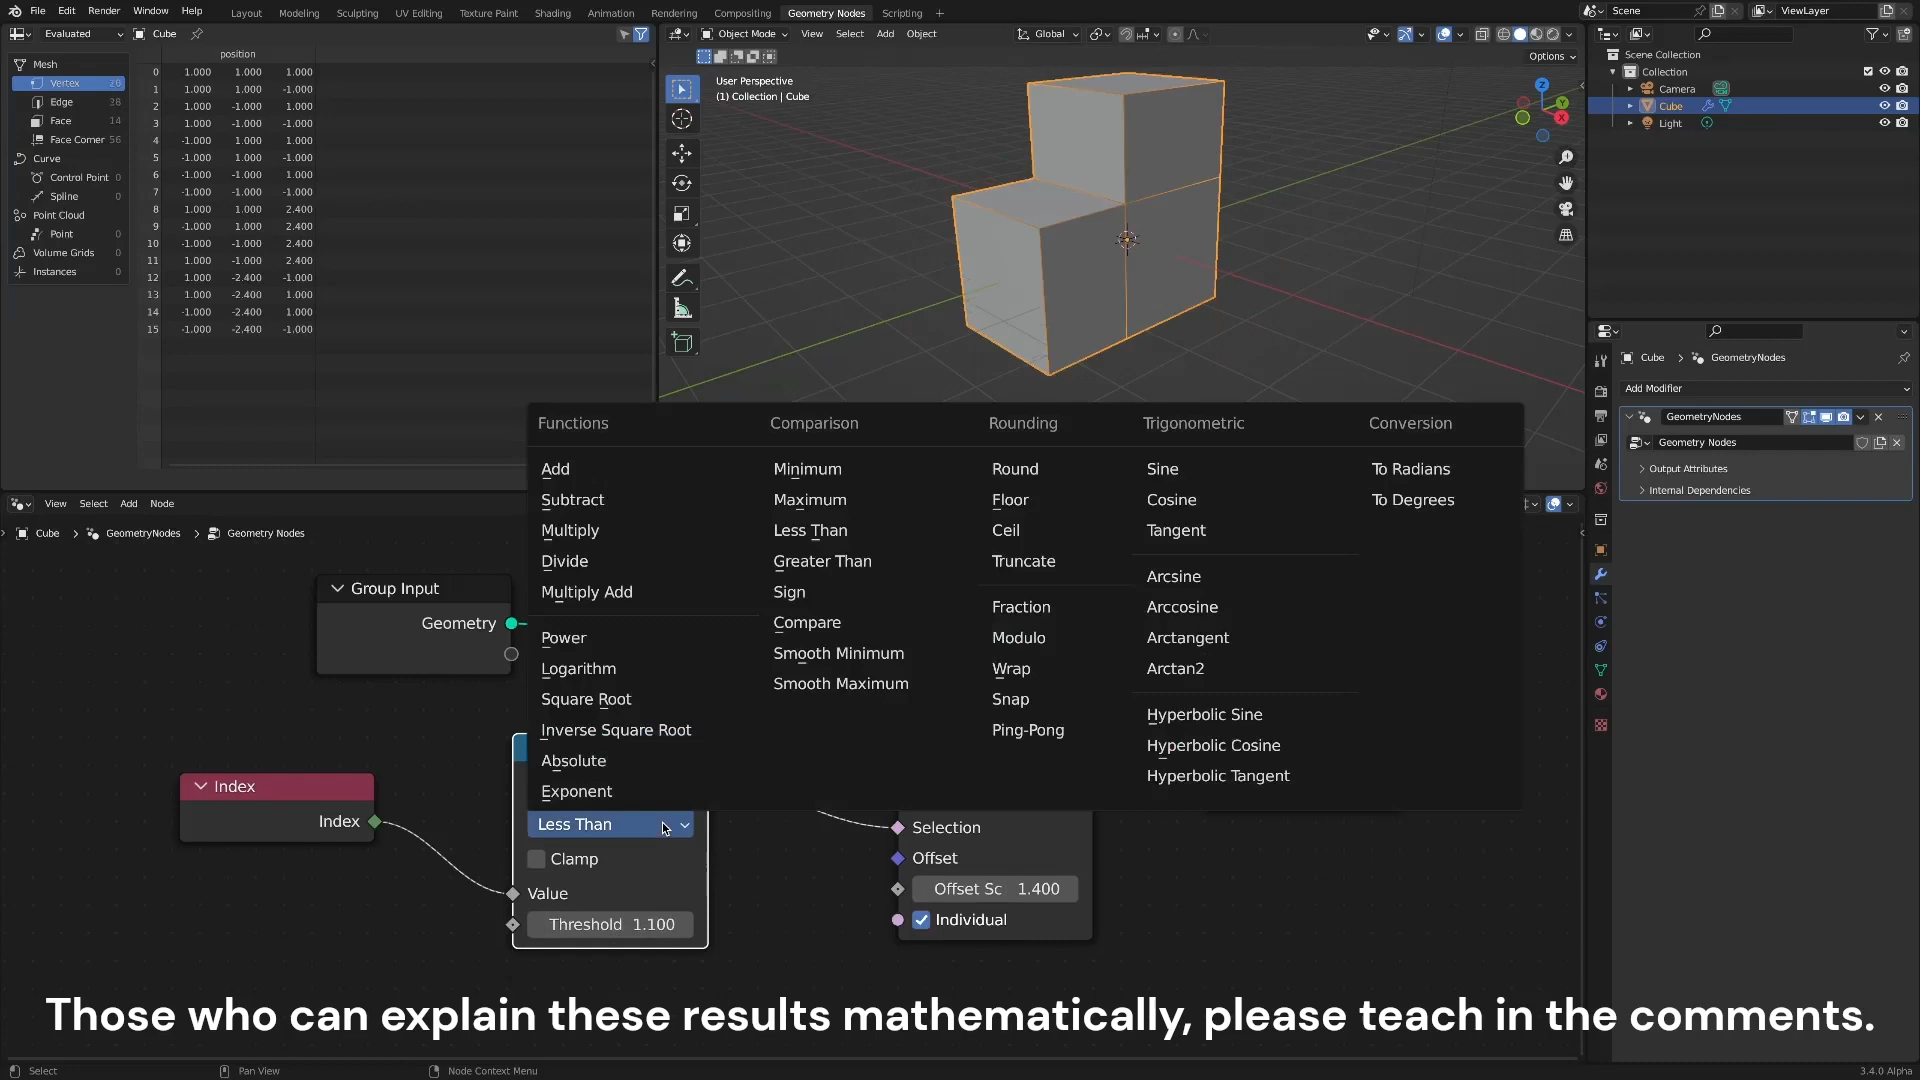 File Edit Render Window Help Layout Modeling Sculpting UV Editing Texture Paint Shading Animation Rendering Compositing Geometry Nodes Scripting + Scene ViewLayer
Evaluated Cube
position
Mesh
Vertex 28
Edge 38
Face 14
Face Corner 56
Curve
Control Point 0
Spline 0
Point Cloud
Point 0
Volume Grids 0
Instances 0
0 1.000 1.000 1.000
1 1.000 1.000 -1.000
2 1.000 -1.000 1.000
3 1.000 -1.000 -1.000
4 -1.000 1.000 1.000
5 -1.000 1.000 -1.000
6 -1.000 -1.000 1.000
7 -1.000 -1.000 -1.000
8 1.000 1.000 2.400
9 -1.000 1.000 2.400
10 -1.000 -1.000 2.400
11 1.000 -1.000 2.400
12 1.000 -2.400 -1.000
13 1.000 -2.400 1.000
14 -1.000 -2.400 1.000
15 -1.000 -2.400 -1.000
Object Mode View Select Add Object Global
Options
User Perspective
(1) Collection | Cube
Z
Y
X
Scene Collection
Collection
Camera
Cube
Light
Cube > GeometryNodes
Add Modifier
GeometryNodes
Geometry Nodes
Output Attributes
Internal Dependencies
View Select Add Node
Cube > GeometryNodes > Geometry Nodes
Group Input
Geometry
Index
Index
Functions
Add
Subtract
Multiply
Divide
Multiply Add
Power
Logarithm
Square Root
Inverse Square Root
Absolute
Exponent
Comparison
Minimum
Maximum
Less Than
Greater Than
Sign
Compare
Smooth Minimum
Smooth Maximum
Rounding
Round
Floor
Ceil
Truncate
Fraction
Modulo
Wrap
Snap
Ping-Pong
Trigonometric
Sine
Cosine
Tangent
Arcsine
Arccosine
Arctangent
Arctan2
Hyperbolic Sine
Hyperbolic Cosine
Hyperbolic Tangent
Conversion
To Radians
To Degrees
Less Than
Clamp
Value
Threshold 1.100
Selection
Offset
Offset Sc 1.400
Individual
Those who can explain these results mathematically, please teach in the comments.
Select Pan View Node Context Menu 3.4.0 Alpha